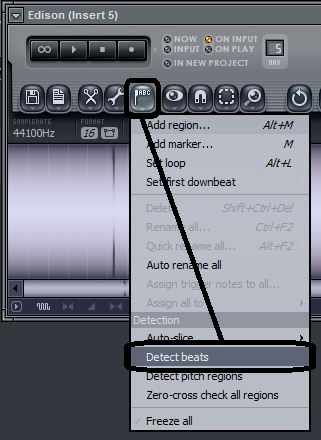 Edison (Insert 5)
NOW ON INPUT
INPUT ON PLAY
IN NEW PROJECT
5
MAX
ABC
SAMPLERATE FORMAT
44100Hz 16
Add region... Alt+M
Add marker... M
Set loop Alt+L
Set first downbeat
Delete Shift+Ctrl+Del
Rename all... Ctrl+F2
Quick rename all... Alt+F2
Auto rename all
Assign trigger notes to all...
Assign all to
Detection
Auto-slice
Detect beats
Detect pitch regions
Zero-cross check all regions
Freeze all